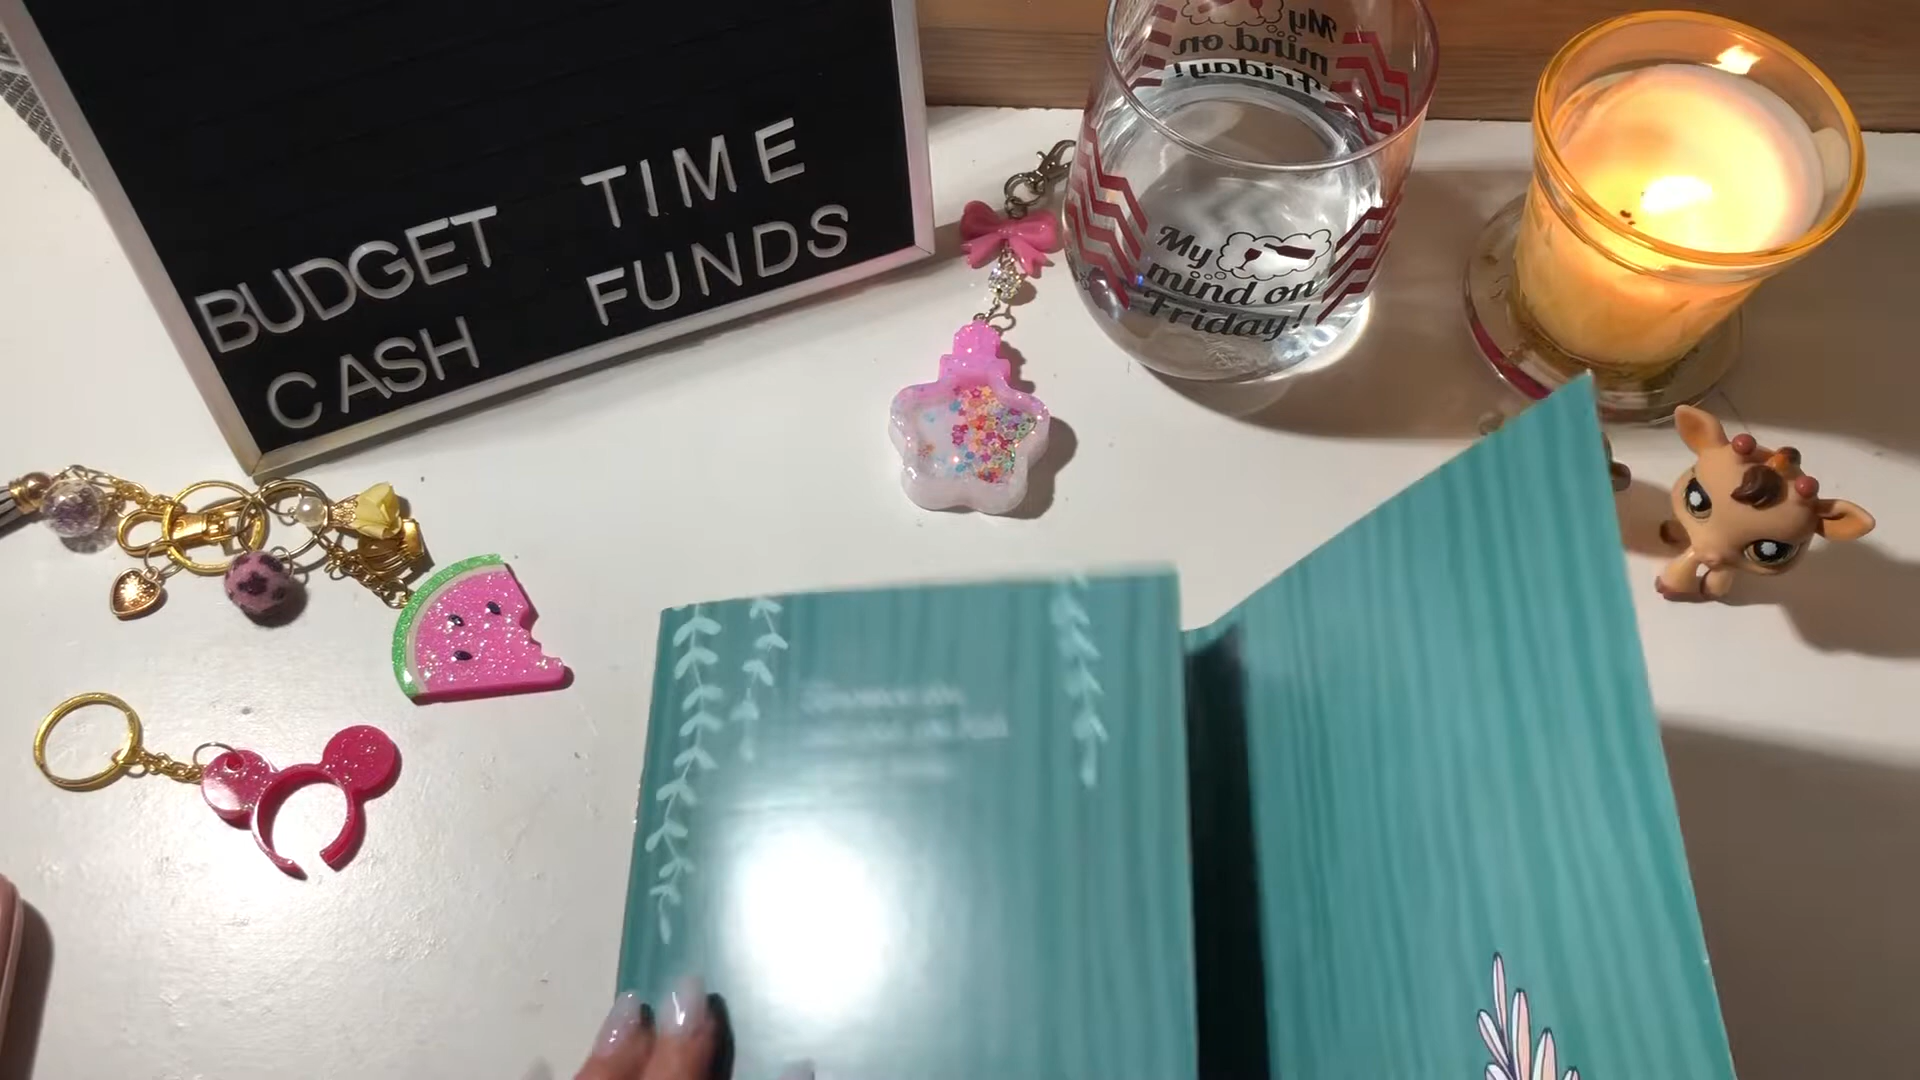 BUDGET TIME
CASH FUNDS
My
mind on
Friday!
My
mind on
Friday!